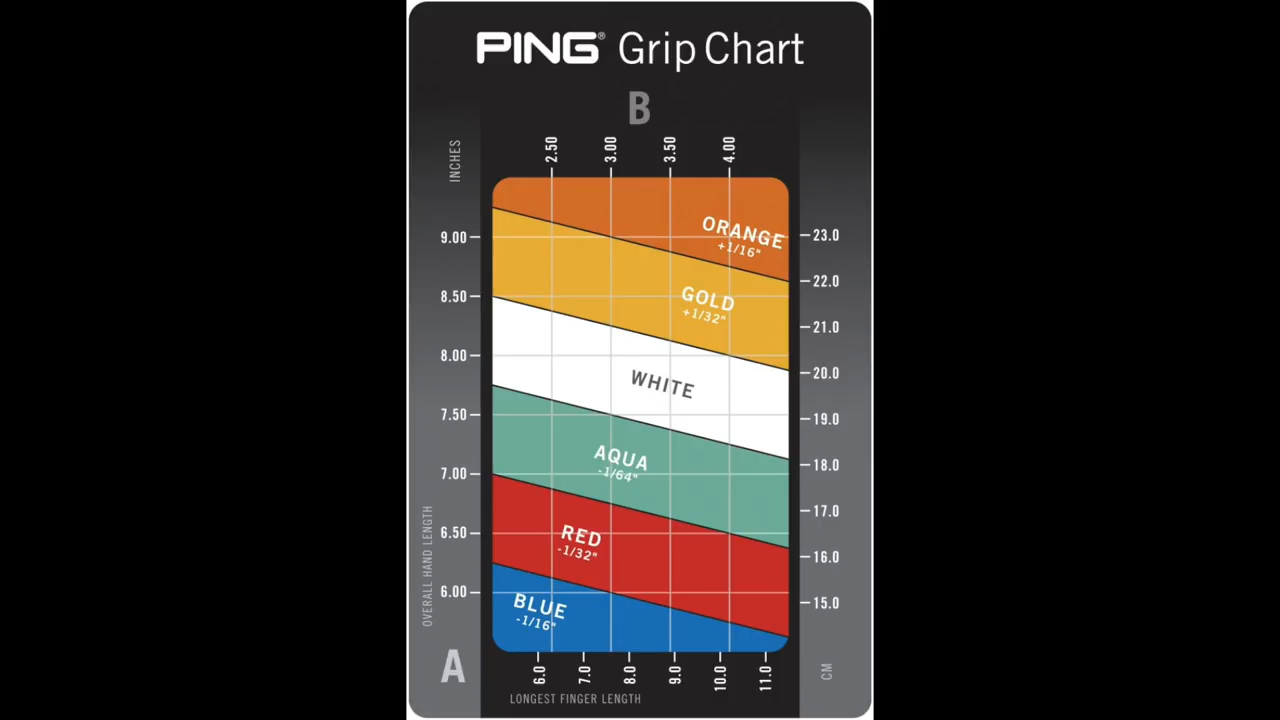 PING® Grip Chart
B
INCHES
2.50 3.00 3.50 4.00
ORANGE
+1/16"
9.00
23.0
22.0
GOLD
+1/32"
8.50
21.0
8.00
20.0
WHITE
7.50
19.0
AQUA
-1/64"
18.0
7.00
17.0
RED
-1/32"
6.50
16.0
6.00
15.0
BLUE
-1/16"
OVERALL HAND LENGTH
A
6.0 7.0 8.0 9.0 10.0 11.0
CM
LONGEST FINGER LENGTH